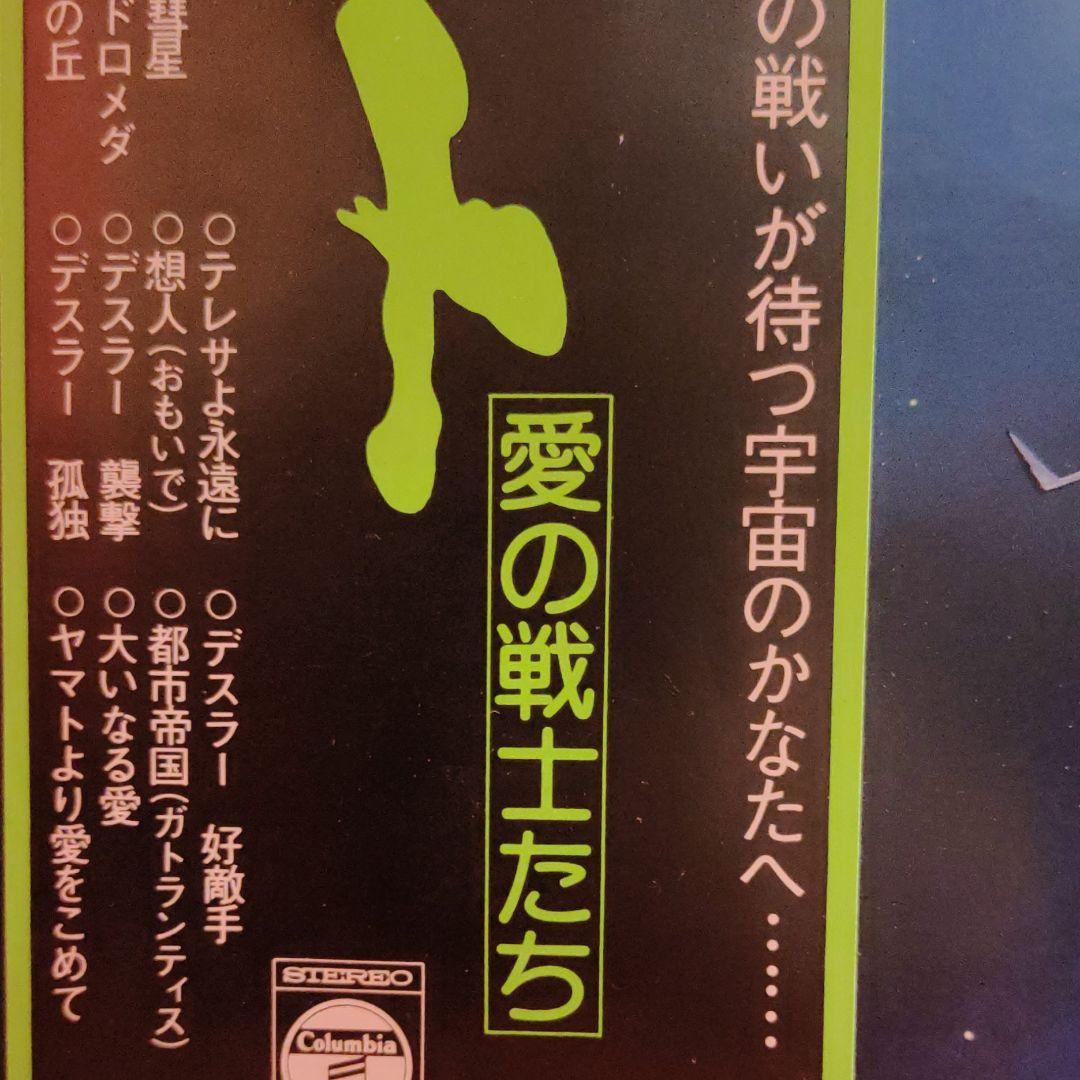 の戦いが待つ宇宙のかなたへ……
ト
愛の戦士たち
○テレサよ永遠に ○デスラー 好敵手
彗星 ○想人(おもいで) ○都市帝国(ガトランティス)
ドロメダ ○デスラー 襲撃 ○大いなる愛
の丘 ○デスラー 孤独 ○ヤマトより愛をこめて
STEREO
Columbia